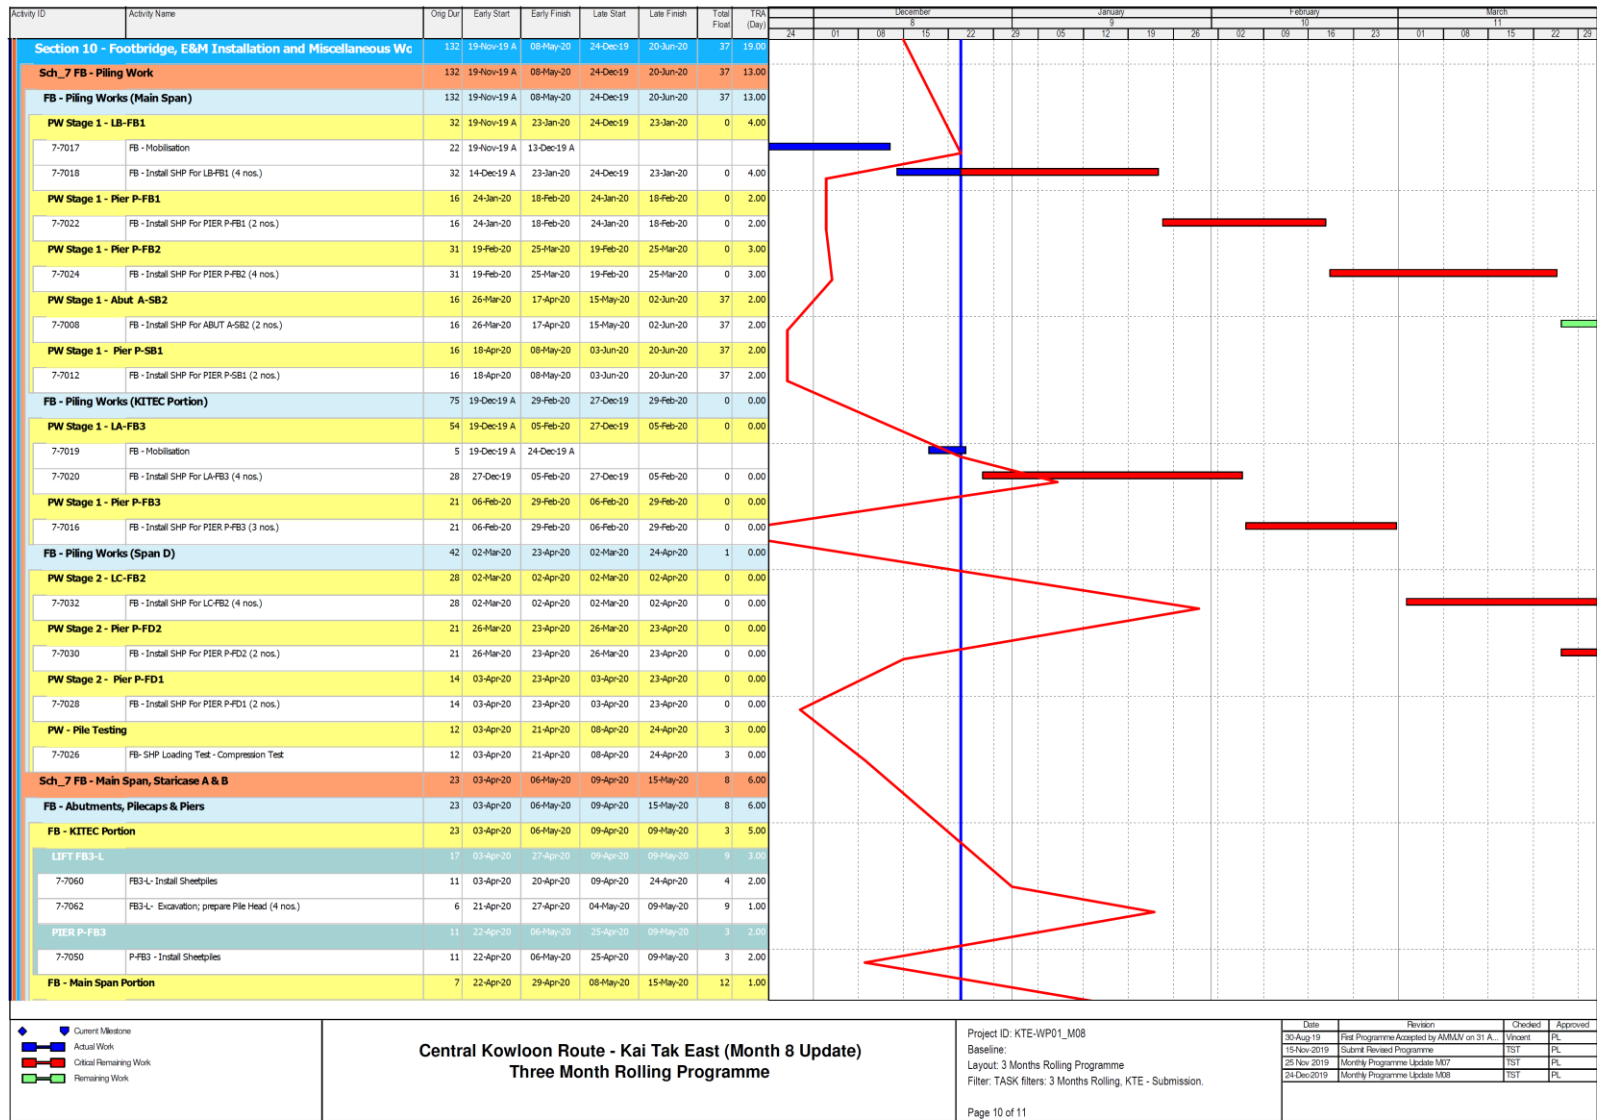 Activity ID Activity Name Orig Dur Early Start Early Finish Late Start Late Finish Total Float TRA (Day)
December January February March
8 9 10 11
24 01 08 15 22 29 05 12 19 26 02 09 16 23 01 08 15 22 29
Section 10 - Footbridge, E&M Installation and Miscellaneous Wc 132 19-Nov-19 A 08-May-20 24-Dec-19 20-Jun-20 37 19.00
Sch_7 FB - Piling Work 132 19-Nov-19 A 08-May-20 24-Dec-19 20-Jun-20 37 13.00
FB - Piling Works (Main Span) 132 19-Nov-19 A 08-May-20 24-Dec-19 20-Jun-20 37 13.00
PW Stage 1 - LB-FB1 32 19-Nov-19 A 23-Jan-20 24-Dec-19 23-Jan-20 0 4.00
7-7017 FB - Mobilisation 22 19-Nov-19 A 13-Dec-19 A
7-7018 FB - Install SHP For LB-FB1 (4 nos.) 32 14-Dec-19 A 23-Jan-20 24-Dec-19 23-Jan-20 0 4.00
PW Stage 1 - Pier P-FB1 16 24-Jan-20 18-Feb-20 24-Jan-20 18-Feb-20 0 2.00
7-7022 FB - Install SHP For PIER P-FB1 (2 nos.) 16 24-Jan-20 18-Feb-20 24-Jan-20 18-Feb-20 0 2.00
PW Stage 1 - Pier P-FB2 31 19-Feb-20 25-Mar-20 19-Feb-20 25-Mar-20 0 3.00
7-7024 FB - Install SHP For PIER P-FB2 (4 nos.) 31 19-Feb-20 25-Mar-20 19-Feb-20 25-Mar-20 0 3.00
PW Stage 1 - Abut A-SB2 16 26-Mar-20 17-Apr-20 15-May-20 02-Jun-20 37 2.00
7-7008 FB - Install SHP For ABUT A-SB2 (2 nos.) 16 26-Mar-20 17-Apr-20 15-May-20 02-Jun-20 37 2.00
PW Stage 1 - Pier P-SB1 16 18-Apr-20 08-May-20 03-Jun-20 20-Jun-20 37 2.00
7-7012 FB - Install SHP For PIER P-SB1 (2 nos.) 16 18-Apr-20 08-May-20 03-Jun-20 20-Jun-20 37 2.00
FB - Piling Works (KITEC Portion) 75 19-Dec-19 A 29-Feb-20 27-Dec-19 29-Feb-20 0 0.00
PW Stage 1 - LA-FB3 54 19-Dec-19 A 05-Feb-20 27-Dec-19 05-Feb-20 0 0.00
7-7019 FB - Mobilisation 5 19-Dec-19 A 24-Dec-19 A
7-7020 FB - Install SHP For LA-FB3 (4 nos.) 28 27-Dec-19 05-Feb-20 27-Dec-19 05-Feb-20 0 0.00
PW Stage 1 - Pier P-FB3 21 06-Feb-20 29-Feb-20 06-Feb-20 29-Feb-20 0 0.00
7-7016 FB - Install SHP For PIER P-FB3 (3 nos.) 21 06-Feb-20 29-Feb-20 06-Feb-20 29-Feb-20 0 0.00
FB - Piling Works (Span D) 42 02-Mar-20 23-Apr-20 02-Mar-20 24-Apr-20 1 0.00
PW Stage 2 - LC-FB2 28 02-Mar-20 02-Apr-20 02-Mar-20 02-Apr-20 0 0.00
7-7032 FB - Install SHP For LC-FB2 (4 nos.) 28 02-Mar-20 02-Apr-20 02-Mar-20 02-Apr-20 0 0.00
PW Stage 2 - Pier P-FD2 21 26-Mar-20 23-Apr-20 26-Mar-20 23-Apr-20 0 0.00
7-7030 FB - Install SHP For PIER P-FD2 (2 nos.) 21 26-Mar-20 23-Apr-20 26-Mar-20 23-Apr-20 0 0.00
PW Stage 2 - Pier P-FD1 14 03-Apr-20 23-Apr-20 03-Apr-20 23-Apr-20 0 0.00
7-7028 FB - Install SHP For PIER P-FD1 (2 nos.) 14 03-Apr-20 23-Apr-20 03-Apr-20 23-Apr-20 0 0.00
PW - Pile Testing 12 03-Apr-20 21-Apr-20 08-Apr-20 24-Apr-20 3 0.00
7-7026 FB- SHP Loading Test - Compression Test 12 03-Apr-20 21-Apr-20 08-Apr-20 24-Apr-20 3 0.00
Sch_7 FB - Main Span, Staricase A & B 23 03-Apr-20 06-May-20 09-Apr-20 15-May-20 8 6.00
FB - Abutments, Pilecaps & Piers 23 03-Apr-20 06-May-20 09-Apr-20 15-May-20 8 6.00
FB - KITEC Portion 23 03-Apr-20 06-May-20 09-Apr-20 09-May-20 3 5.00
LIFT FB3-L 17 03-Apr-20 27-Apr-20 09-Apr-20 09-May-20 9 3.00
7-7060 FB3-L- Install Sheetpiles 11 03-Apr-20 20-Apr-20 09-Apr-20 24-Apr-20 4 2.00
7-7062 FB3-L- Excavation; prepare Pile Head (4 nos.) 6 21-Apr-20 27-Apr-20 04-May-20 09-May-20 9 1.00
PIER P-FB3 11 22-Apr-20 06-May-20 25-Apr-20 09-May-20 3 2.00
7-7050 P-FB3 - Install Sheetpiles 11 22-Apr-20 06-May-20 25-Apr-20 09-May-20 3 2.00
FB - Main Span Portion 7 22-Apr-20 29-Apr-20 08-May-20 15-May-20 12 1.00
Current Milestone
Actual Work
Critical Remaining Work
Remaining Work
Central Kowloon Route - Kai Tak East (Month 8 Update)
Three Month Rolling Programme
Project ID: KTE-WP01_M08
Baseline:
Layout: 3 Months Rolling Programme
Filter: TASK filters: 3 Months Rolling, KTE - Submission.
Page 10 of 11
Date Revision Checked Approved
30-Aug-19 First Programme Accepted by AMMJV on 31 A... Vincent PL
15-Nov-2019 Submit Revised Programme TST PL
25 Nov 2019 Monthly Programme Update M07 TST PL
24-Dec-2019 Monthly Programme Update M08 TST PL